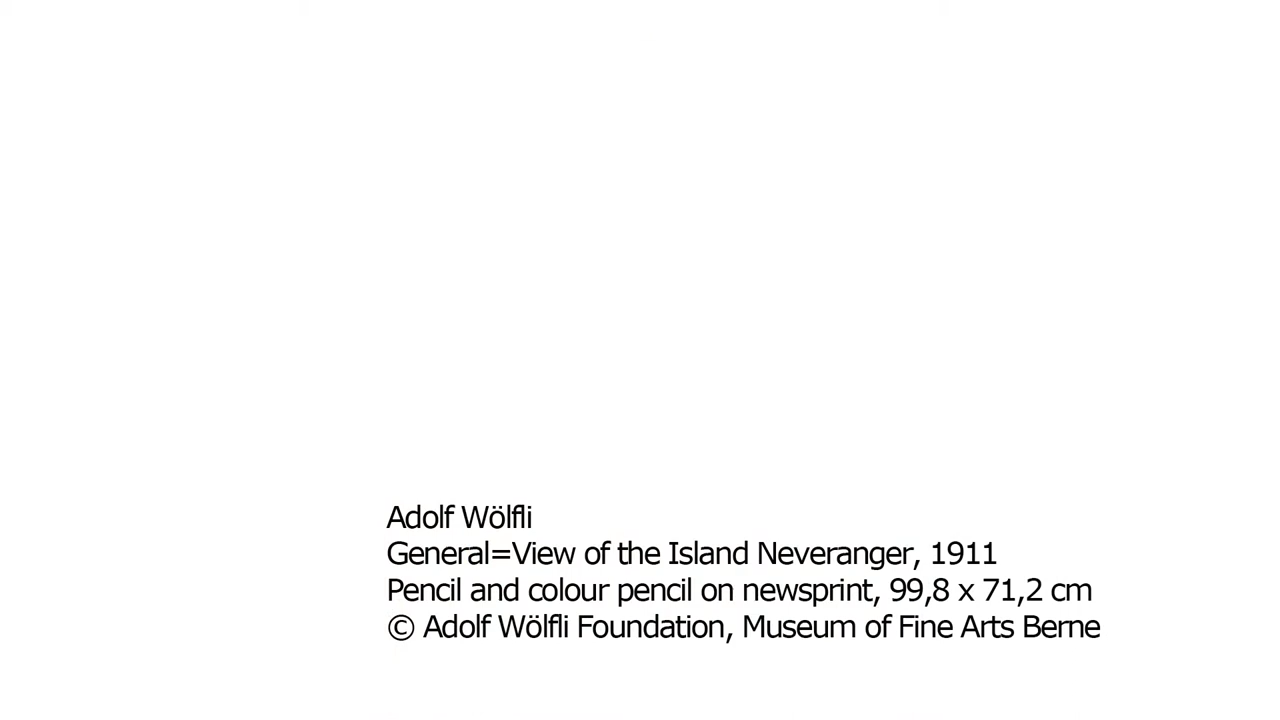 Adolf Wölfli
General=View of the Island Neveranger, 1911
Pencil and colour pencil on newsprint, 99,8 x 71,2 cm
© Adolf Wölfli Foundation, Museum of Fine Arts Berne